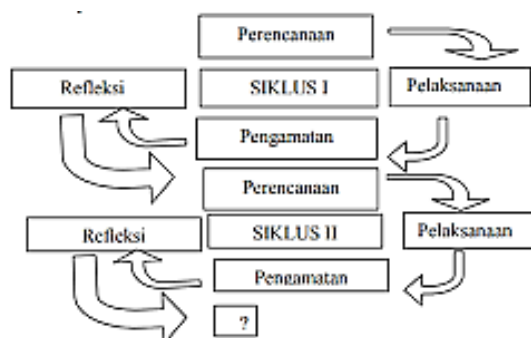 Perencanaan
Refleksi
SIKLUS I
Pelaksanaan
Pengamatan
Perencanaan
Refleksi
SIKLUS II
Pelaksanaan
Pengamatan
?